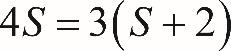 4S = 3(S + 2)